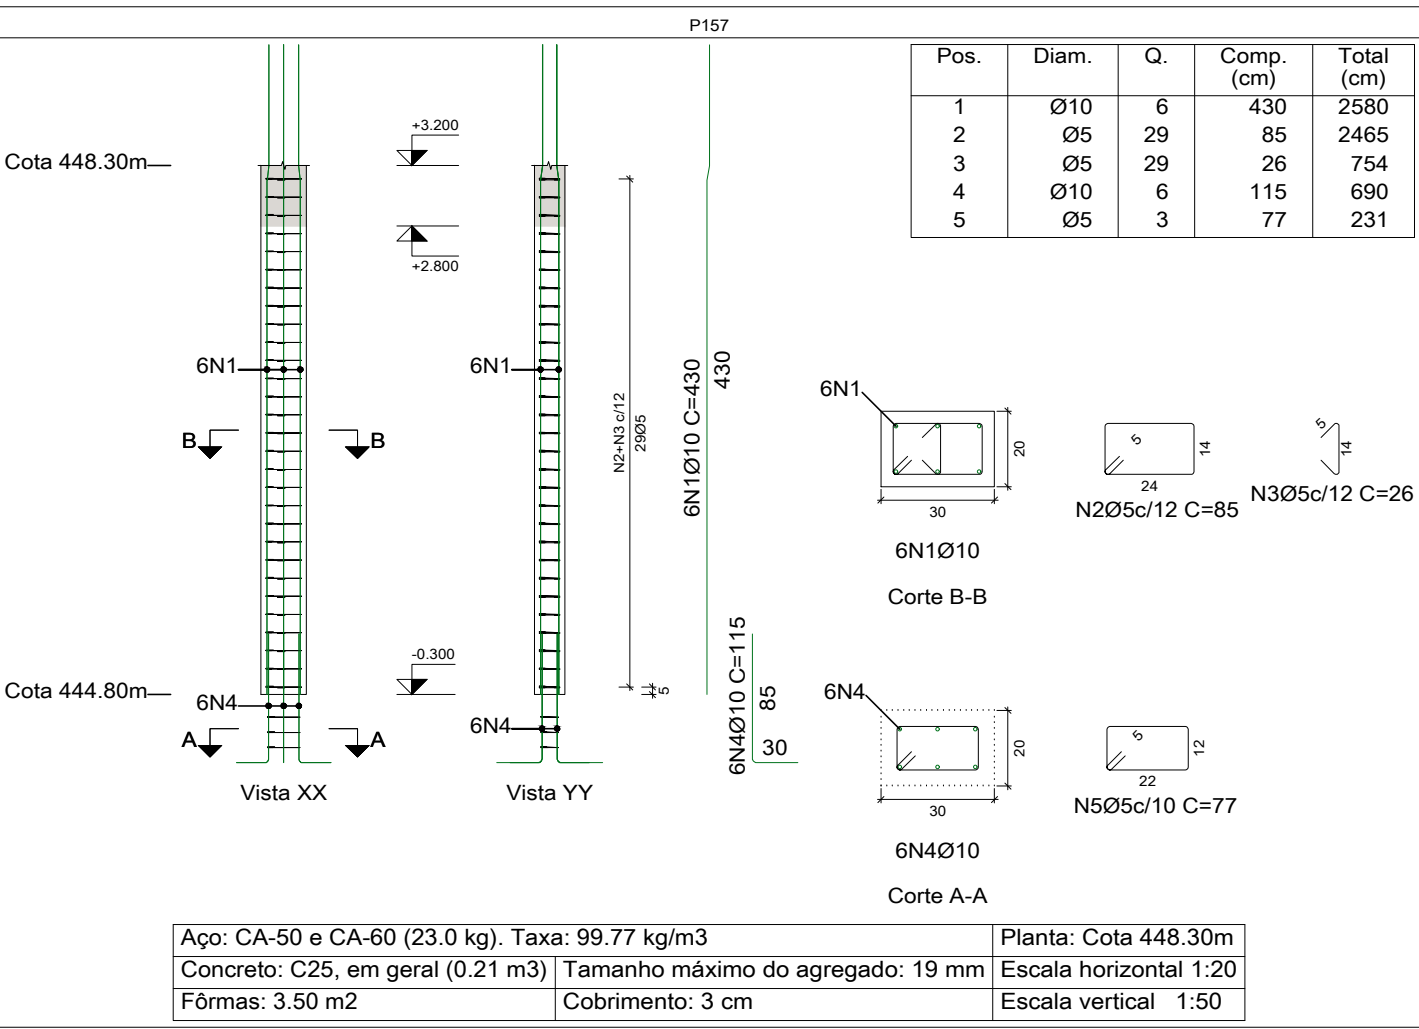 P157
Pos. Diam. Q. Comp. (cm) Total (cm)
1 Ø10 6 430 2580
2 Ø5 29 85 2465
3 Ø5 29 26 754
4 Ø10 6 115 690
5 Ø5 3 77 231
Cota 448.30m
+3.200
+2.800
6N1
6N1
B B
N2+N3 c/12
29Ø5
6N1Ø10 C=430
430
-0.300
Cota 444.80m
5
6N4
6N4
A A
Vista XX
Vista YY
6N4Ø10 C=115
85
30
6N1
20
30
6N1Ø10
Corte B-B
5
14
24
N2Ø5c/12 C=85
5
14
N3Ø5c/12 C=26
6N4
20
30
6N4Ø10
Corte A-A
5
12
22
N5Ø5c/10 C=77
Aço: CA-50 e CA-60 (23.0 kg). Taxa: 99.77 kg/m3 Planta: Cota 448.30m
Concreto: C25, em geral (0.21 m3) Tamanho máximo do agregado: 19 mm Escala horizontal 1:20
Fôrmas: 3.50 m2 Cobrimento: 3 cm Escala vertical 1:50